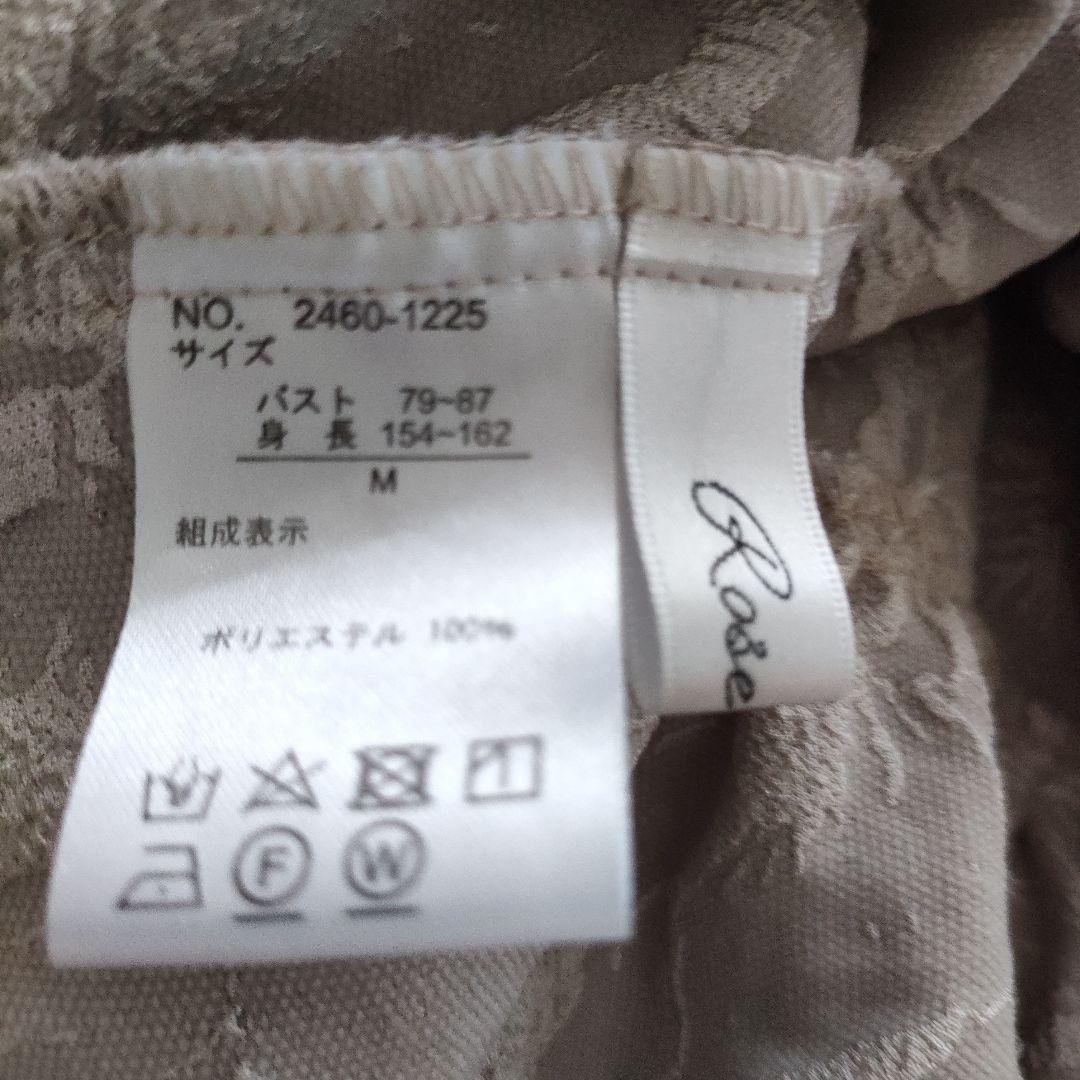 NO. 2460-1225
サイズ
バスト 79~87
身 長 154~162
M
組成表示
ポリエステル 100%
F
W
Rose